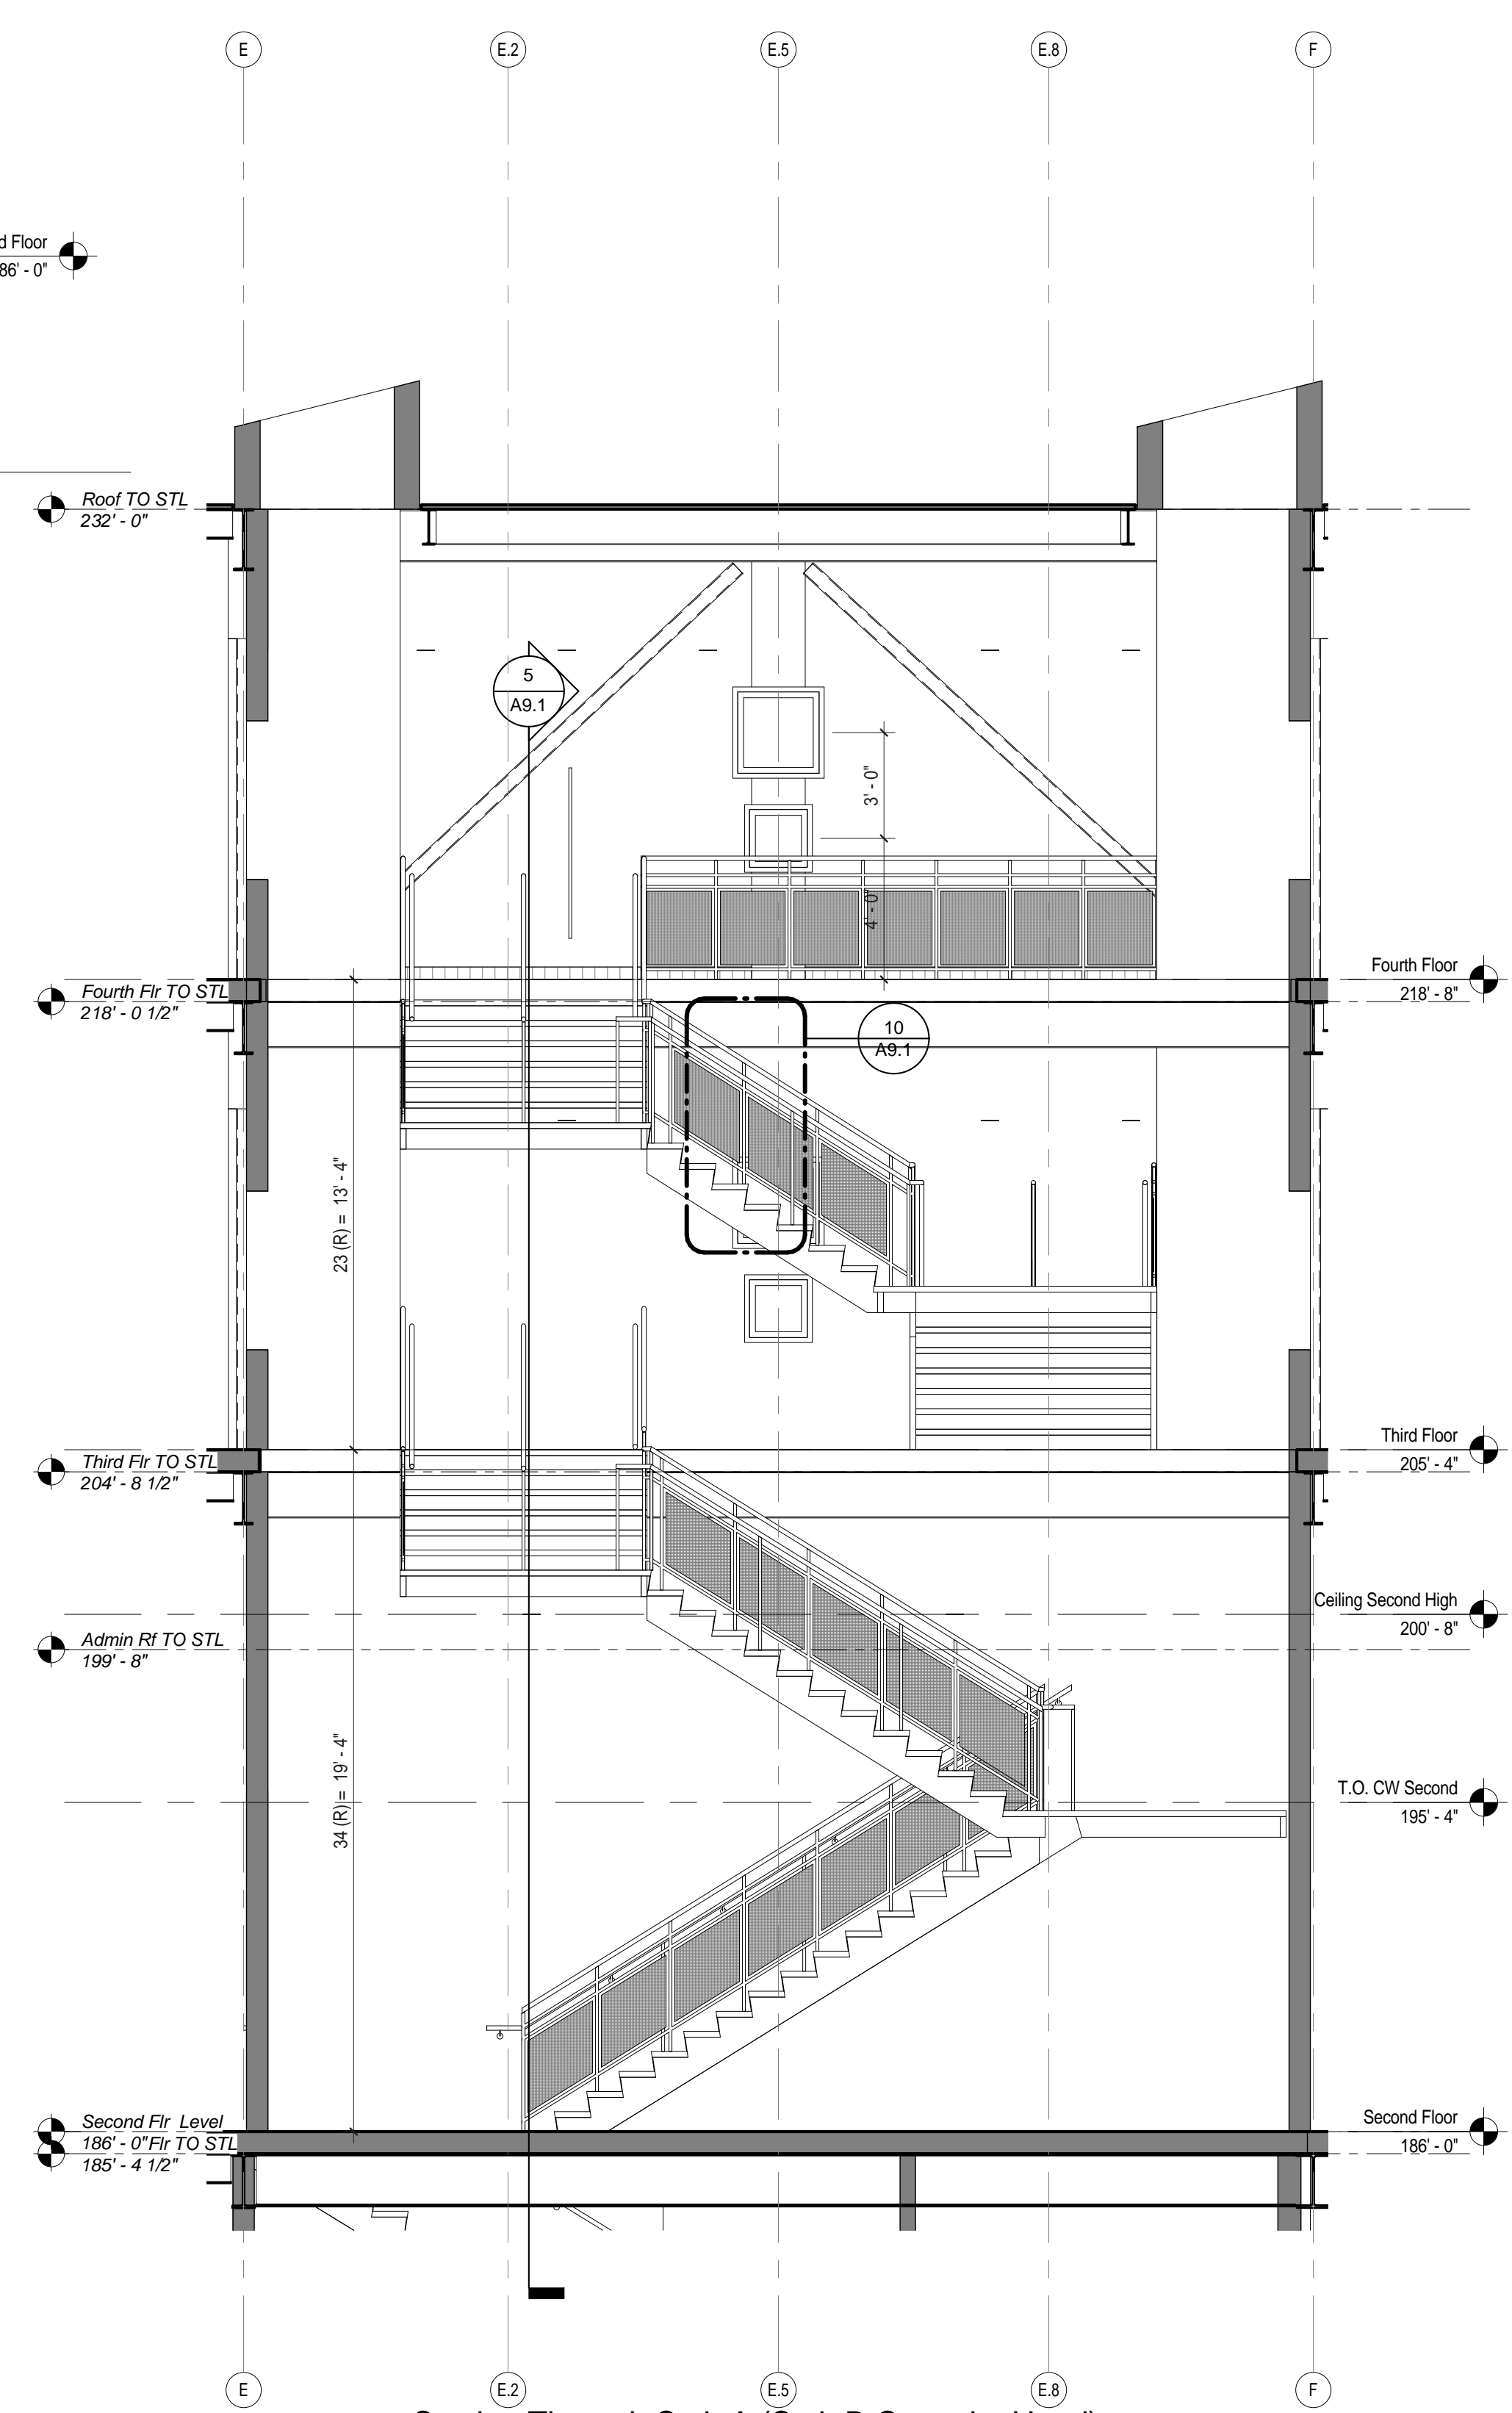 E E.2 E.5 E.8 F
d Floor
86' - 0"
Roof TO STL
232' - 0"
5
A9.1
3' - 0"
4' - 0"
Fourth Floor
218' - 8"
Fourth Flr TO STL
218' - 0 1/2"
10
A9.1
23 (R) = 13' - 4"
Third Floor
205' - 4"
Third Flr TO STL
204' - 8 1/2"
Ceiling Second High
200' - 8"
Admin Rf TO STL
199' - 8"
T.O. CW Second
195' - 4"
34 (R) = 19' - 4"
Second Flr Level
186' - 0"Flr TO STL
185' - 4 1/2"
Second Floor
186' - 0"
E E.2 E.5 E.8 F